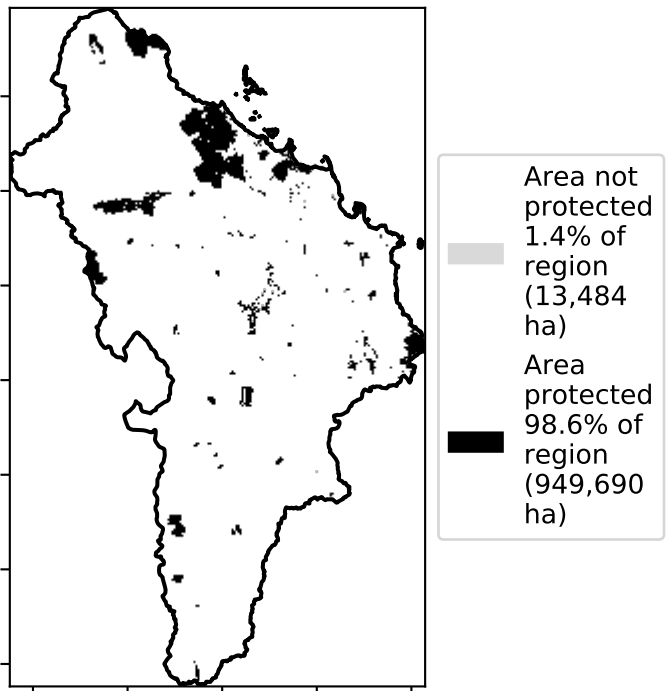 Area not
protected
1.4% of
region
(13,484
ha)
Area
protected
98.6% of
region
(949,690
ha)